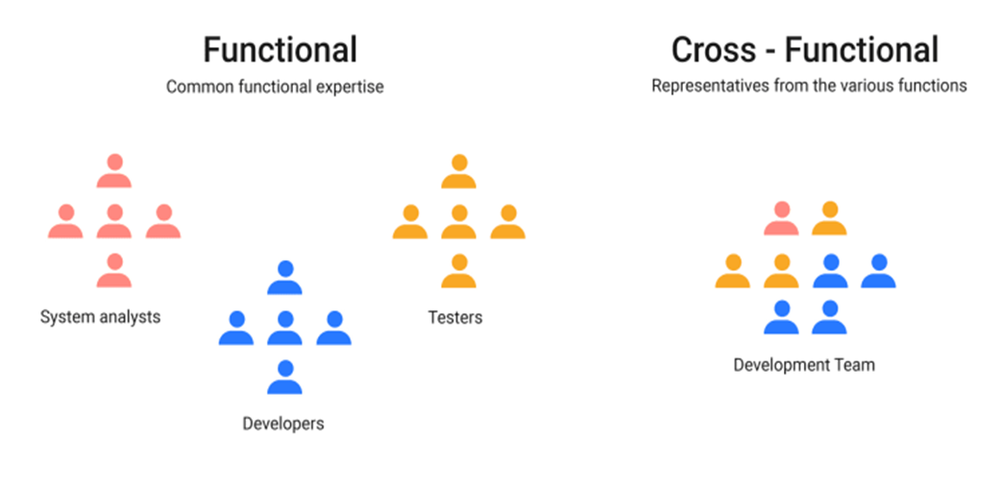 Functional
Common functional expertise
System analysts
Developers
Testers
Cross - Functional
Representatives from the various functions
Development Team